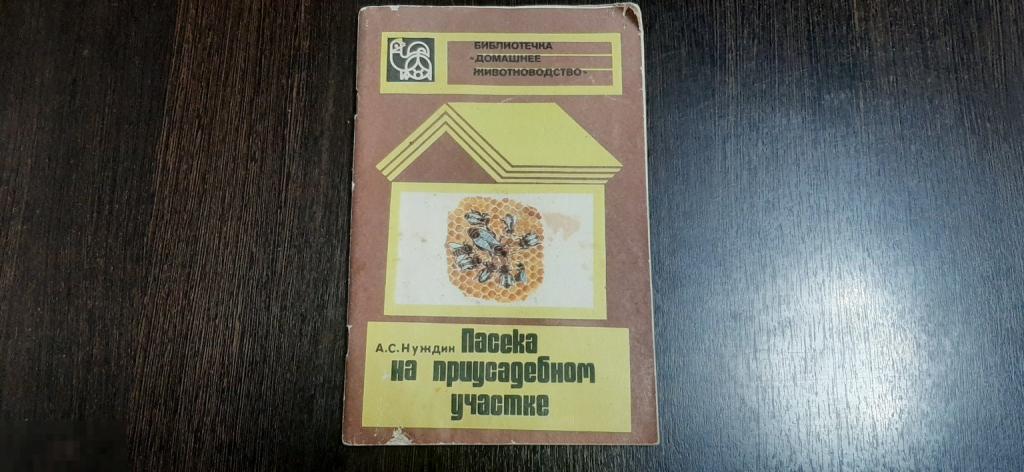 БИБЛИОТЕЧКА
«ДОМАШНЕЕ
ЖИВОТНОВОДСТВО»
А.С.Нуждин Пасека
на приусадебном
участке